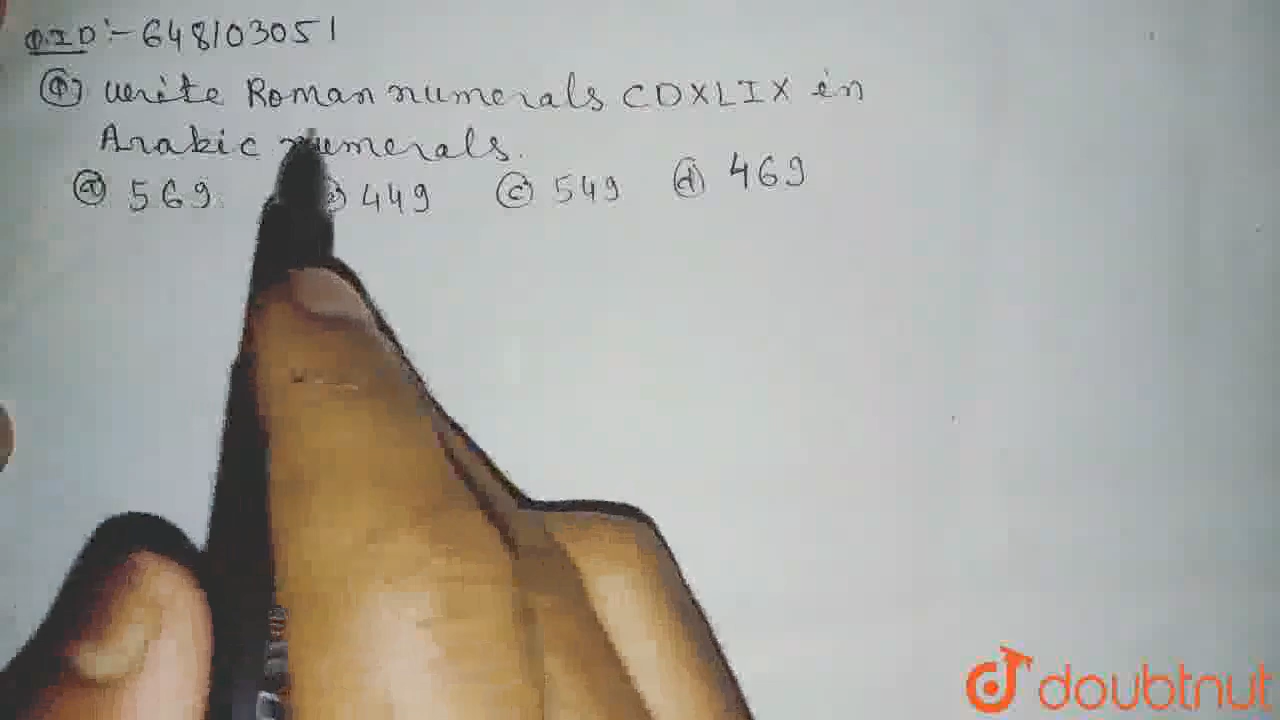 Q.ID:- 648103051
Q) write Roman numerals CDXLIX in
Arabic numerals.
a) 569 449 c) 549 d) 469
doubtnut